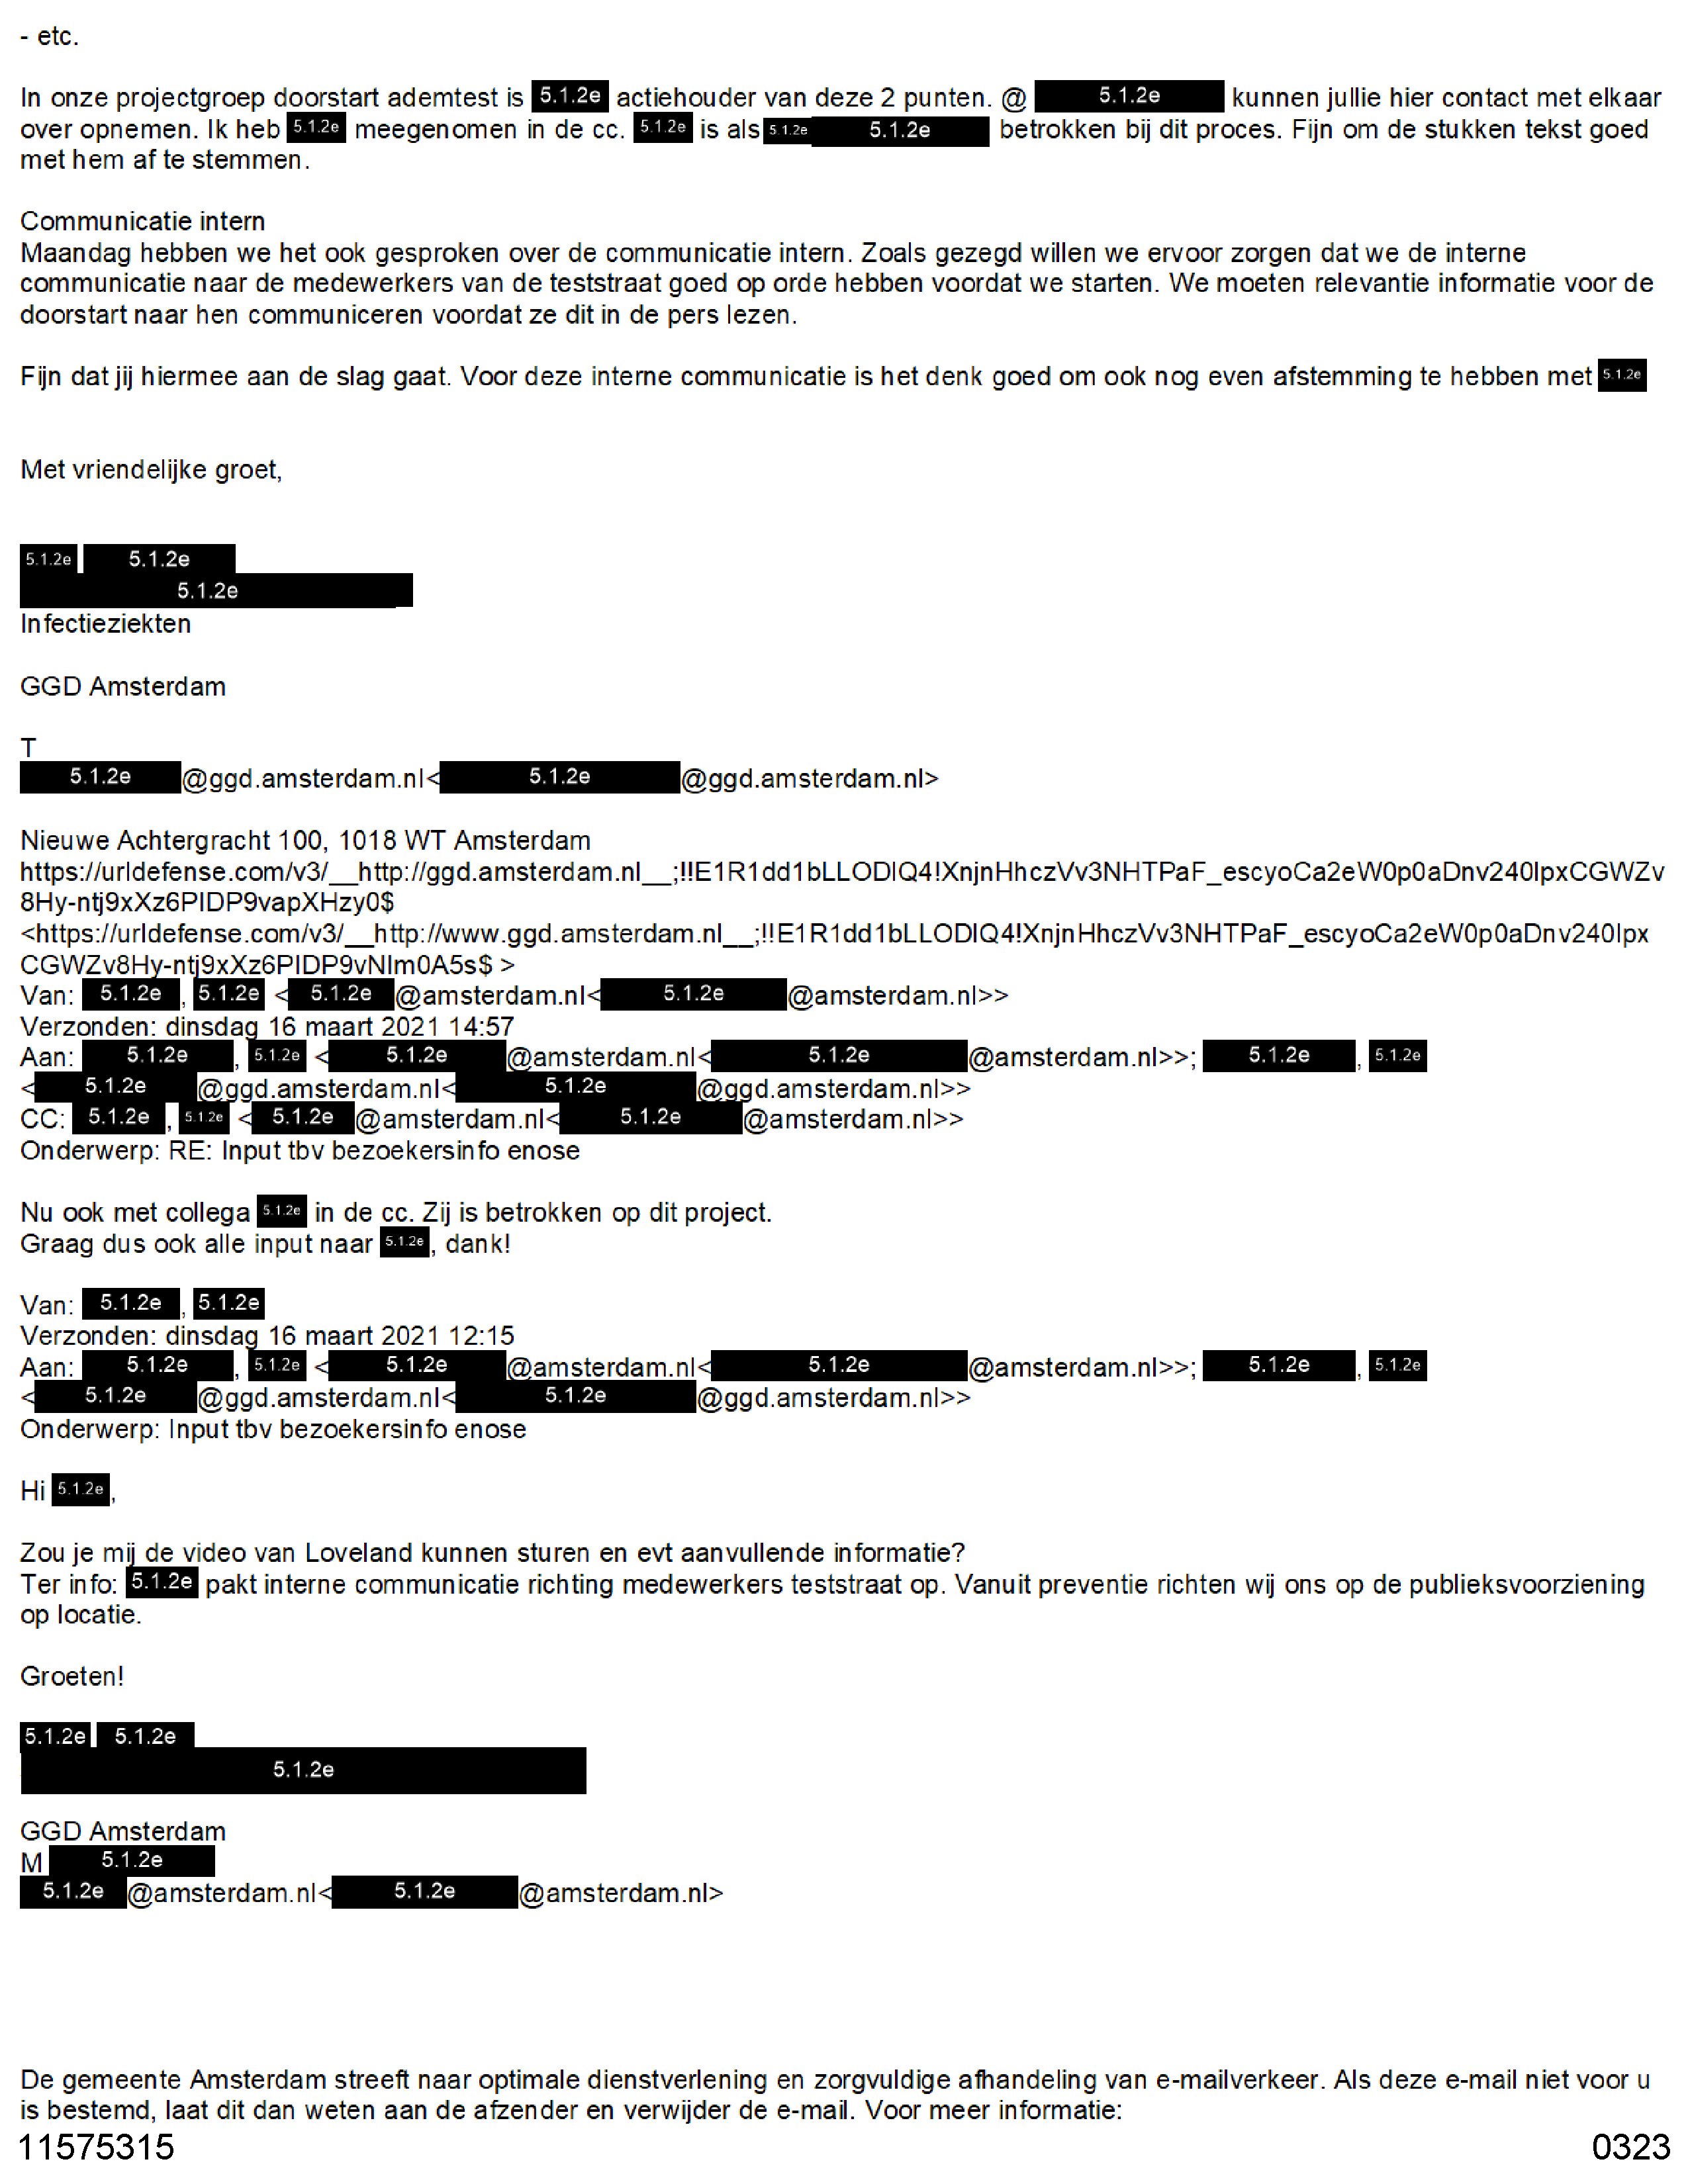 - etc.
In onze projectgroep doorstart ademtest is 5.1.2e actiehouder van deze 2 punten. @ 5.1.2e kunnen jullie hier contact met elkaar
over opnemen. Ik heb 5.1.2e meegenomen in de cc. 5.1.2e is als 5.1.2e 5.1.2e betrokken bij dit proces. Fijn om de stukken tekst goed
met hem af te stemmen.
Communicatie intern
Maandag hebben we het ook gesproken over de communicatie intern. Zoals gezegd willen we ervoor zorgen dat we de interne
communicatie naar de medewerkers van de teststraat goed op orde hebben voordat we starten. We moeten relevantie informatie voor de
doorstart naar hen communiceren voordat ze dit in de pers lezen.
Fijn dat jij hiermee aan de slag gaat. Voor deze interne communicatie is het denk goed om ook nog even afstemming te hebben met 5.1.2e
Met vriendelijke groet,
5.1.2e 5.1.2e
5.1.2e
Infectieziekten
GGD Amsterdam
T
5.1.2e @ggd.amsterdam.nl< 5.1.2e @ggd.amsterdam.nl>
Nieuwe Achtergracht 100, 1018 WT Amsterdam
https://urldefense.com/v3/__http://ggd.amsterdam.nl__;!!E1R1dd1bLLODlQ4!XnjnHhczVv3NHTPaF_escyoCa2eW0p0aDnv240lpxCGWZv
8Hy-ntj9xXz6PIDP9vapXHzy0$
<https://urldefense.com/v3/__http://www.ggd.amsterdam.nl__;!!E1R1dd1bLLODlQ4!XnjnHhczVv3NHTPaF_escyoCa2eW0p0aDnv240lpx
CGWZv8Hy-ntj9xXz6PIDP9vNlm0A5s$ >
Van: 5.1.2e , 5.1.2e < 5.1.2e @amsterdam.nl< 5.1.2e @amsterdam.nl>>
Verzonden: dinsdag 16 maart 2021 14:57
Aan: 5.1.2e , 5.1.2e < 5.1.2e @amsterdam.nl< 5.1.2e @amsterdam.nl>>; 5.1.2e , 5.1.2e
< 5.1.2e @ggd.amsterdam.nl< 5.1.2e @ggd.amsterdam.nl>>
CC: 5.1.2e , 5.1.2e < 5.1.2e @amsterdam.nl< 5.1.2e @amsterdam.nl>>
Onderwerp: RE: Input tbv bezoekersinfo enose
Nu ook met collega 5.1.2e in de cc. Zij is betrokken op dit project.
Graag dus ook alle input naar 5.1.2e , dank!
Van: 5.1.2e , 5.1.2e
Verzonden: dinsdag 16 maart 2021 12:15
Aan: 5.1.2e , 5.1.2e < 5.1.2e @amsterdam.nl< 5.1.2e @amsterdam.nl>>; 5.1.2e , 5.1.2e
< 5.1.2e @ggd.amsterdam.nl< 5.1.2e @ggd.amsterdam.nl>>
Onderwerp: Input tbv bezoekersinfo enose
Hi 5.1.2e ,
Zou je mij de video van Loveland kunnen sturen en evt aanvullende informatie?
Ter info: 5.1.2e pakt interne communicatie richting medewerkers teststraat op. Vanuit preventie richten wij ons op de publieksvoorziening
op locatie.
Groeten!
5.1.2e 5.1.2e
5.1.2e
GGD Amsterdam
M 5.1.2e
5.1.2e @amsterdam.nl< 5.1.2e @amsterdam.nl>
De gemeente Amsterdam streeft naar optimale dienstverlening en zorgvuldige afhandeling van e-mailverkeer. Als deze e-mail niet voor u
is bestemd, laat dit dan weten aan de afzender en verwijder de e-mail. Voor meer informatie:
11575315 0323